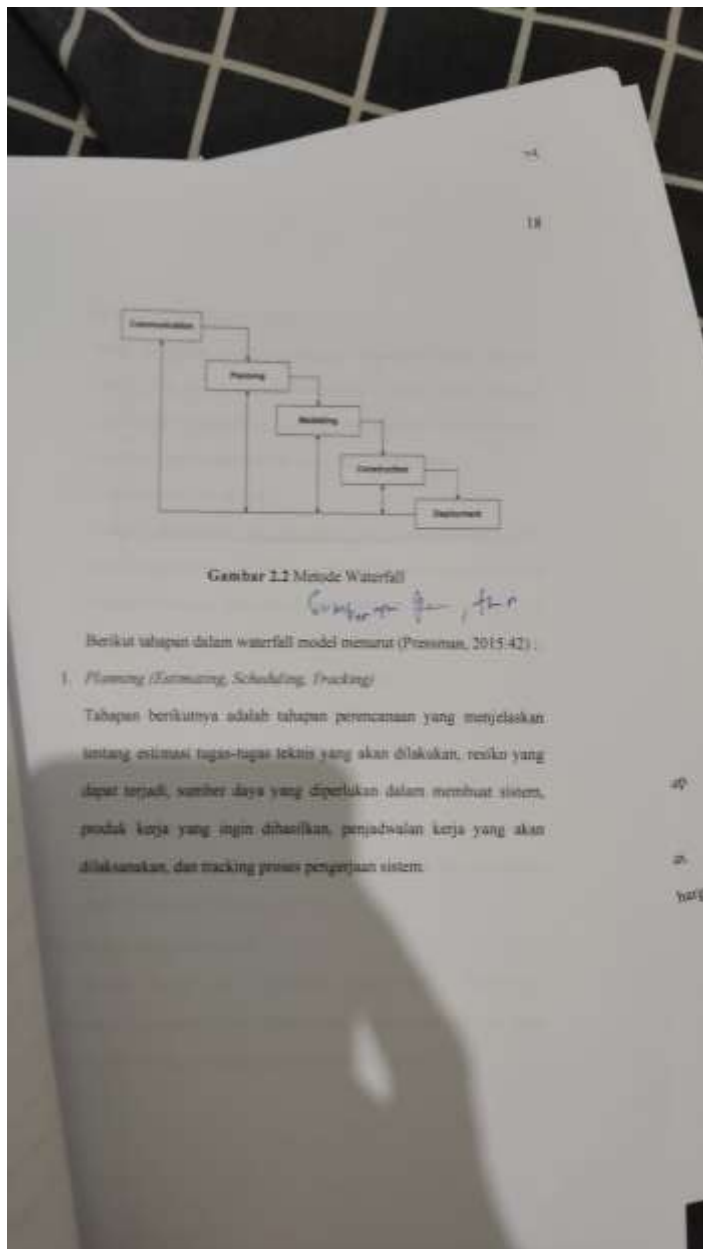 18
Communication
Planning
Modeling
Construction
Deployment
Gambar 2.2 Metode Waterfall
Berikut tahapan dalam waterfall model menurut (Pressman, 2015:42) :
1. Planning (Estimating, Scheduling, Tracking)
Tahapan berikutnya adalah tahapan perencanaan yang menjelaskan
tentang estimasi tugas-tugas teknis yang akan dilakukan, resiko yang
dapat terjadi, sumber daya yang diperlukan dalam membuat sistem,
produk kerja yang ingin dihasilkan, penjadwalan kerja yang akan
dilaksanakan, dan tracking proses pengerjaan sistem.